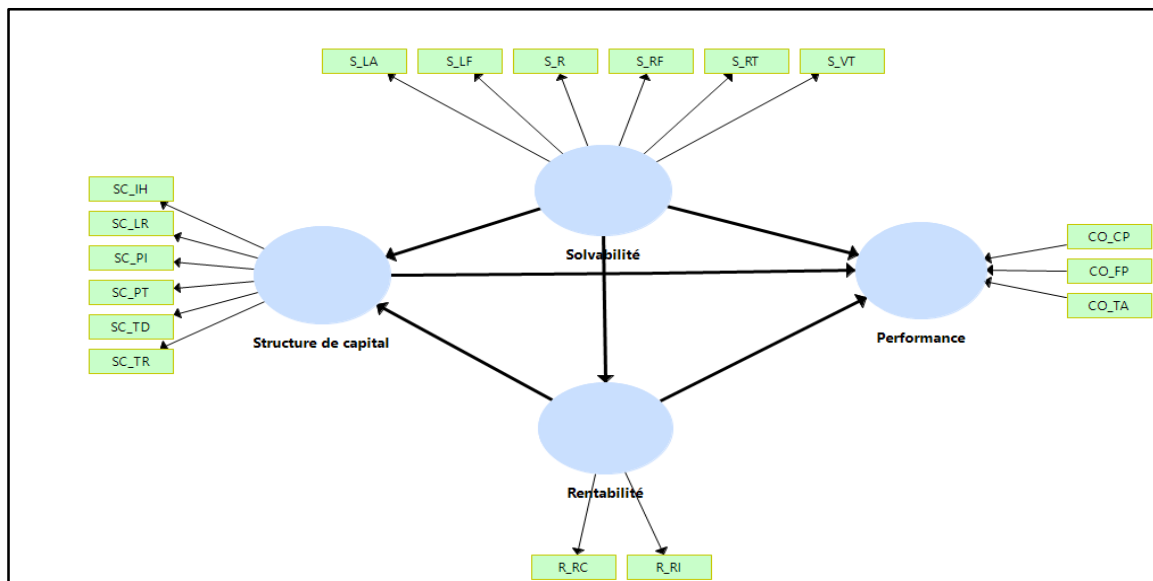 S_LA
S_LF
S_R
S_RF
S_RT
S_VT
SC_IH
SC_LR
SC_PI
SC_PT
SC_TD
SC_TR
Structure de capital
Solvabilité
CO_CP
CO_FP
CO_TA
Performance
Rentabilité
R_RC
R_RI